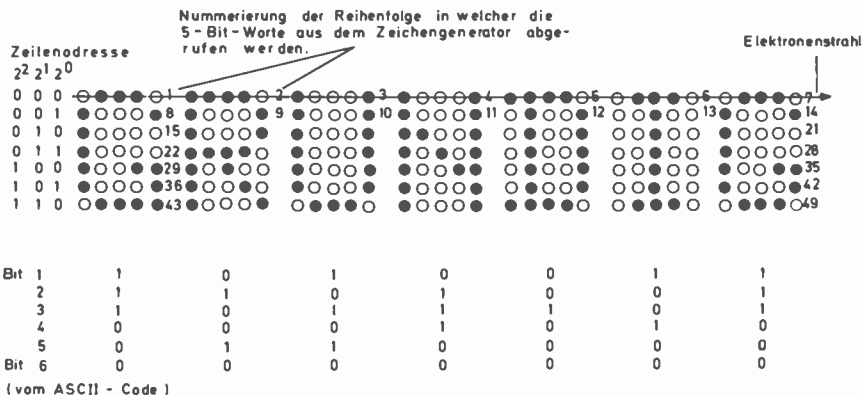 Nummerierung der Reihenfolge in welcher die
5-Bit-Worte aus dem Zeichengenerator abge-
rufen werden.
Elektronenstrahl
Zeilenodresse
2² 2¹ 2⁰
0 0 0 1 2 3 4 5 6 7
0 0 1 8 9 10 11 12 13 14
0 1 0 15 21
0 1 1 22 28
1 0 0 29 35
1 0 1 36 42
1 1 0 43 49
Bit 1 1 0 1 0 0 1 1
2 1 1 0 1 0 0 1
3 1 0 1 1 1 0 1
4 0 0 0 1 0 1 0
5 0 1 1 0 0 0 0
Bit 6 0 0 0 0 0 0 0
(vom ASCII - Code)